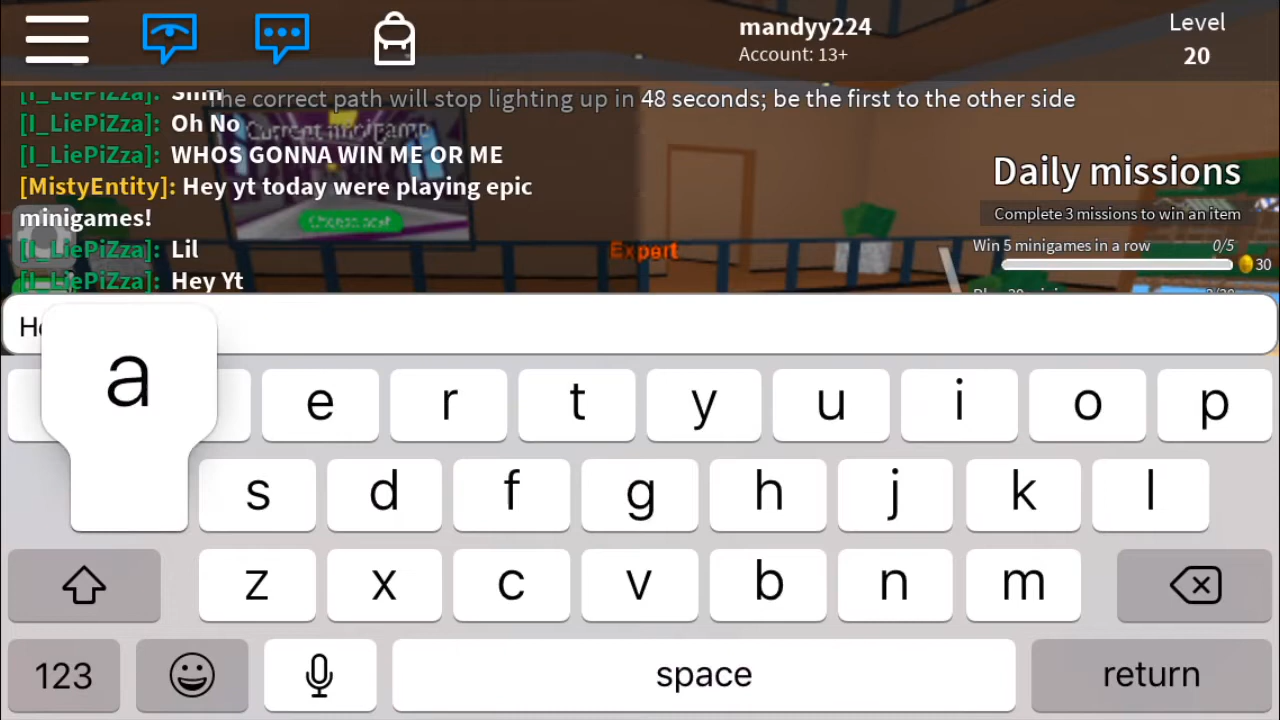 mandyy224
Account: 13+
Level
20
[I_LiePiZza]:
The correct path will stop lighting up in 48 seconds; be the first to the other side
[I_LiePiZza]: Oh No
Current minigame
[I_LiePiZza]: WHOS GONNA WIN ME OR ME
[MistyEntity]: Hey yt today were playing epic
minigames!
[I_LiePiZza]: Lil
[I_LiePiZza]: Hey Yt
Expert
Daily missions
Complete 3 missions to win an item
Win 5 minigames in a row 0/5
30
a
e r t y u i o p
s d f g h j k l
z x c v b n m
123 space return